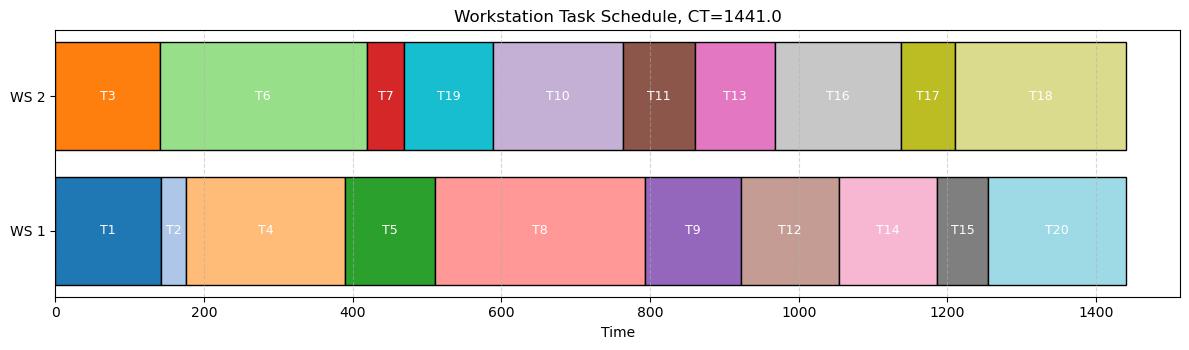 Workstation Task Schedule, CT=1441.0
WS 2
T3 T6 T7 T19 T10 T11 T13 T16 T17 T18
WS 1
T1 T2 T4 T5 T8 T9 T12 T14 T15 T20
0 200 400 600 800 1000 1200 1400
Time